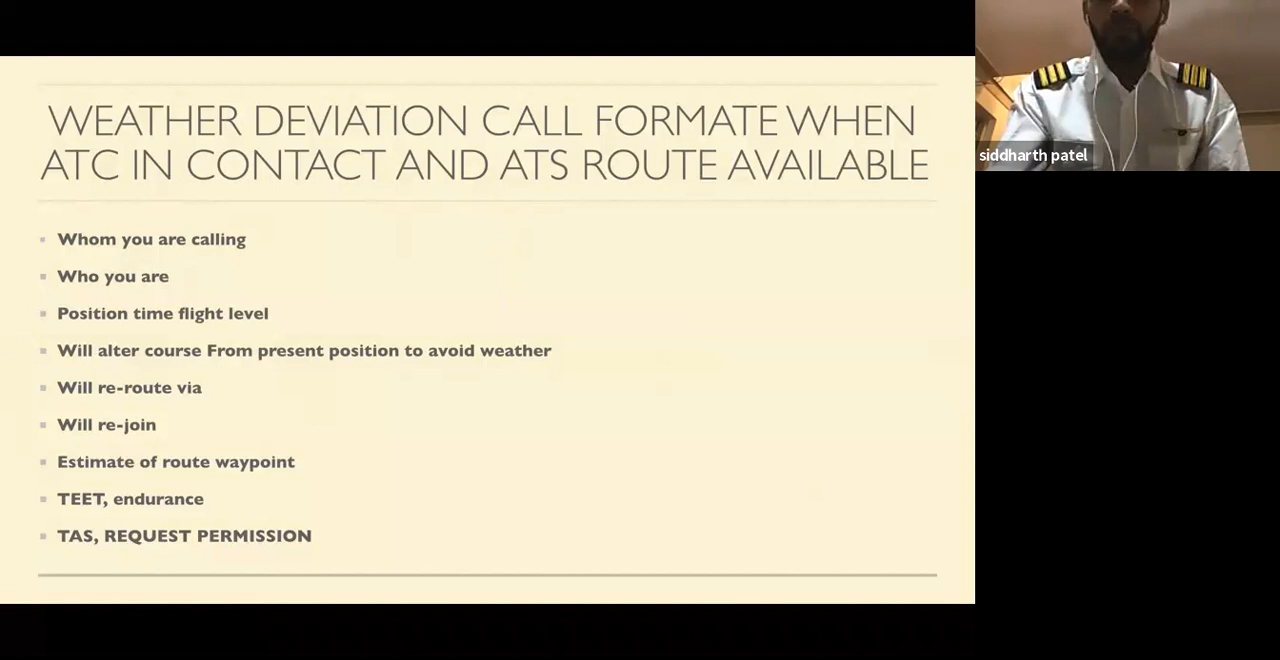 WEATHER DEVIATION CALL FORMATE WHEN
ATC IN CONTACT AND ATS ROUTE AVAILABLE
Whom you are calling
Who you are
Position time flight level
Will alter course From present position to avoid weather
Will re-route via
Will re-join
Estimate of route waypoint
TEET, endurance
TAS, REQUEST PERMISSION
siddharth patel